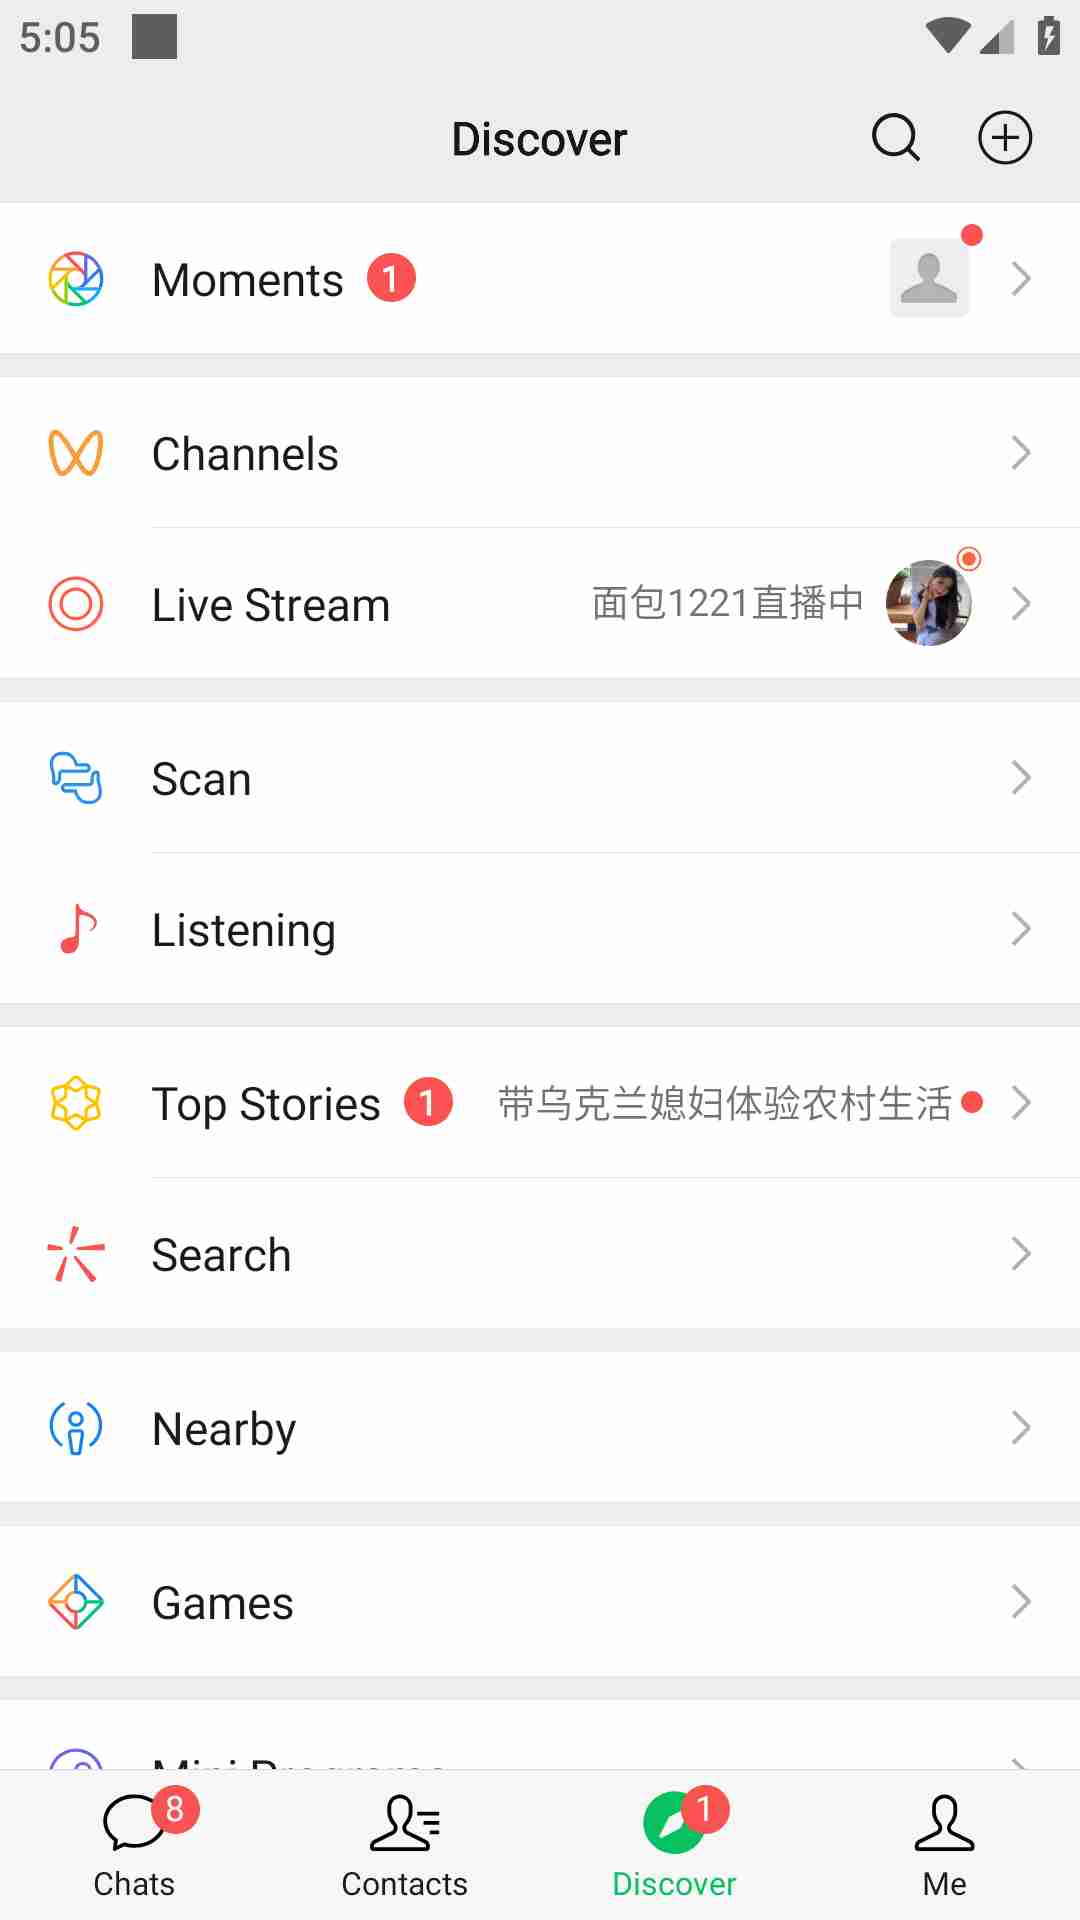 5:05
Discover
Moments 1
Channels
Live Stream 面包1221直播中
Scan
Listening
Top Stories 1 带乌克兰媳妇体验农村生活
Search
Nearby
Games
Mini Programs
8 1
Chats Contacts Discover Me